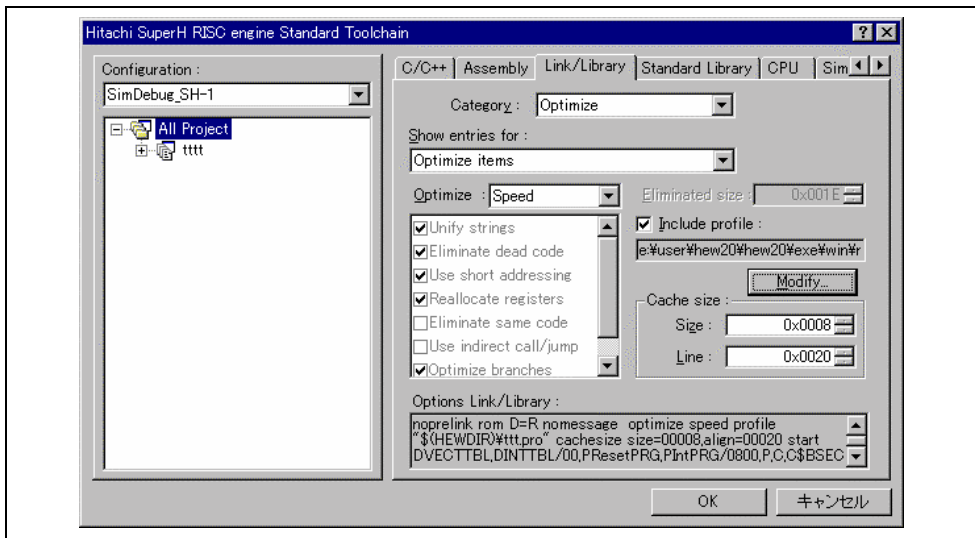 Hitachi SuperH RISC engine Standard Toolchain
Configuration :
SimDebug_SH-1
All Project
tttt
C/C++ Assembly Link/Library Standard Library CPU Sim
Category : Optimize
Show entries for :
Optimize items
Optimize : Speed
Eliminated size : 0x001E
Unify strings
Eliminate dead code
Use short addressing
Reallocate registers
Eliminate same code
Use indirect call/jump
Optimize branches
Include profile :
e:¥user¥hew20¥hew20¥exe¥win¥r
Modify...
Cache size :
Size : 0x0008
Line : 0x0020
Options Link/Library :
noprelink rom D=R nomessage optimize speed profile
"$(HEWDIR)¥ttt.pro" cachesize size=00008,align=00020 start
DVECTTBL,DINTTBL/00,PResetPRG,PIntPRG/0800,P,C,C$BSEC
OK キャンセル